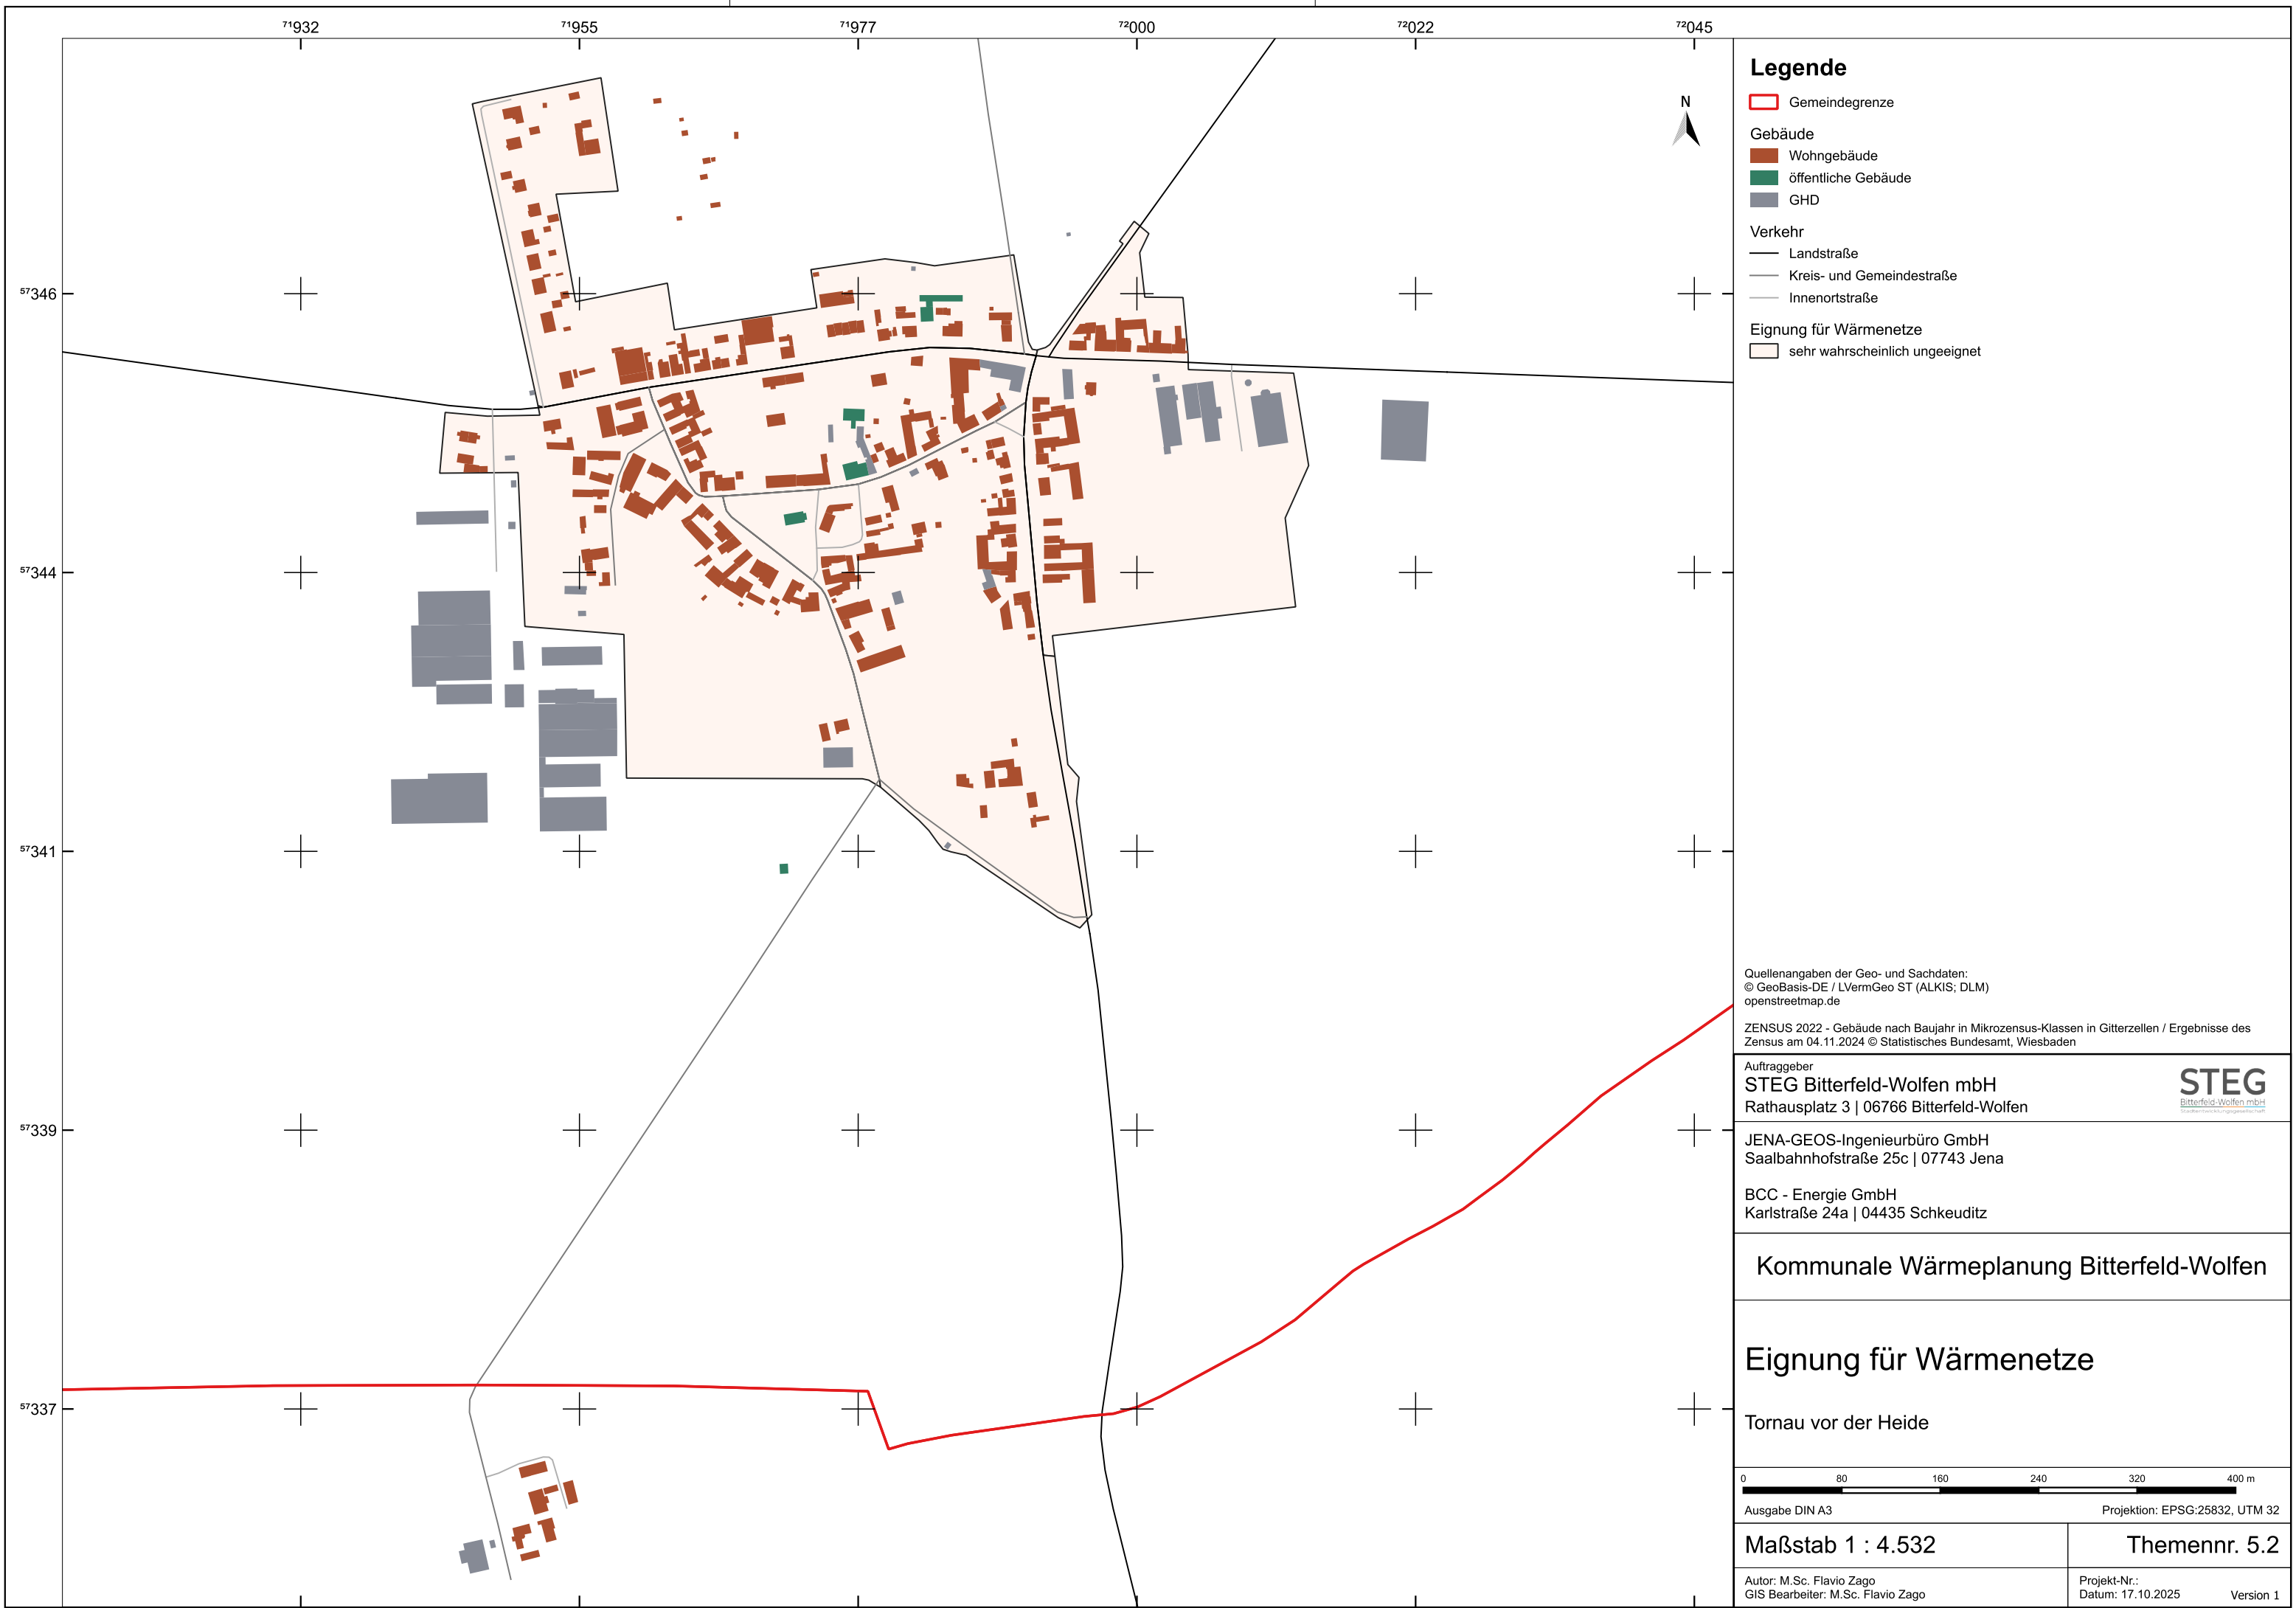 ⁷¹932
⁷¹955
⁷¹977
⁷²000
⁷²022
⁷²045
⁵⁷346
⁵⁷344
⁵⁷341
⁵⁷339
⁵⁷337
N
Legende
Gemeindegrenze
Gebäude
Wohngebäude
öffentliche Gebäude
GHD
Verkehr
Landstraße
Kreis- und Gemeindestraße
Innenortstraße
Eignung für Wärmenetze
sehr wahrscheinlich ungeeignet
Quellenangaben der Geo- und Sachdaten:
© GeoBasis-DE / LVermGeo ST (ALKIS; DLM)
openstreetmap.de
ZENSUS 2022 - Gebäude nach Baujahr in Mikrozensus-Klassen in Gitterzellen / Ergebnisse des
Zensus am 04.11.2024 © Statistisches Bundesamt, Wiesbaden
Auftraggeber
STEG Bitterfeld-Wolfen mbH
Rathausplatz 3 | 06766 Bitterfeld-Wolfen
STEG
Bitterfeld-Wolfen mbH
Stadtentwicklungsgesellschaft
JENA-GEOS-Ingenieurbüro GmbH
Saalbahnhofstraße 25c | 07743 Jena
BCC - Energie GmbH
Karlstraße 24a | 04435 Schkeuditz
Kommunale Wärmeplanung Bitterfeld-Wolfen
Eignung für Wärmenetze
Tornau vor der Heide
0 80 160 240 320 400 m
Ausgabe DIN A3 Projektion: EPSG:25832, UTM 32
Maßstab 1 : 4.532 Themennr. 5.2
Autor: M.Sc. Flavio Zago
GIS Bearbeiter: M.Sc. Flavio Zago
Projekt-Nr.:
Datum: 17.10.2025 Version 1